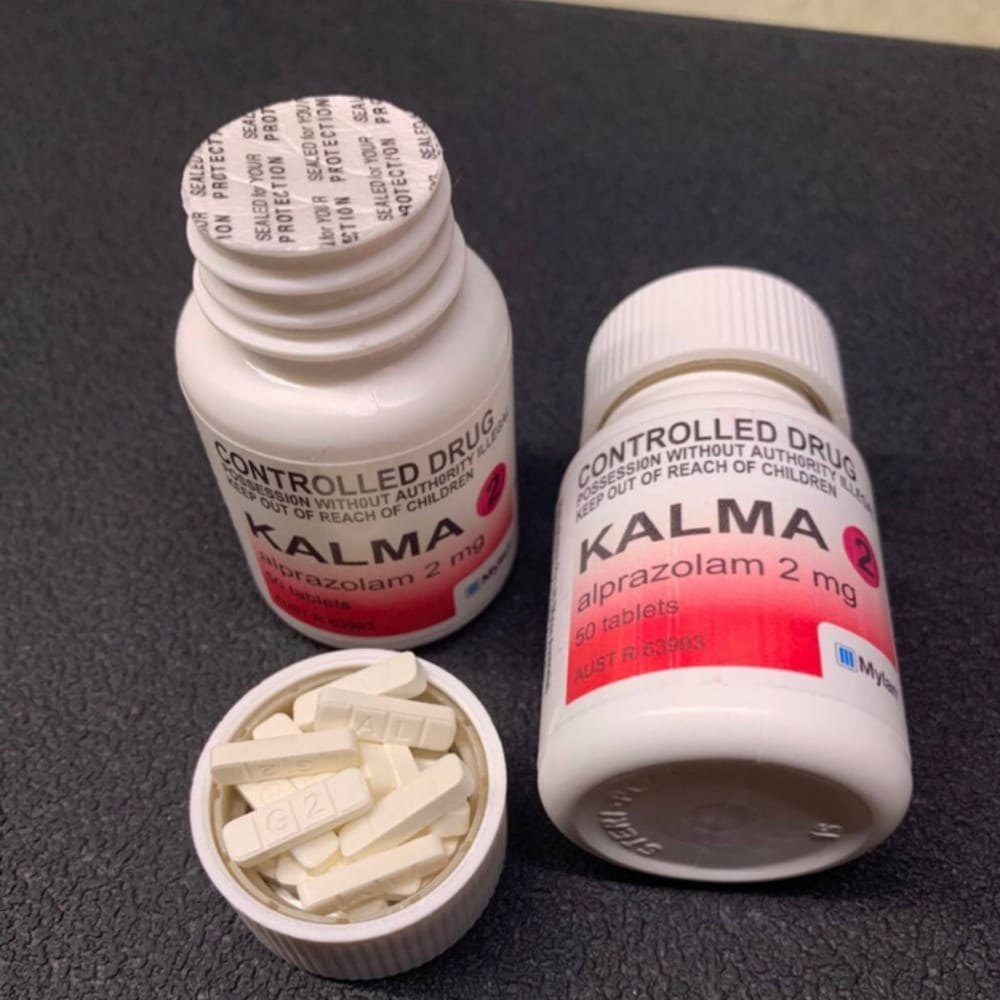 SEALED for YOUR
PROTECTION
CONTROLLED DRUG
POSSESSION WITHOUT AUTHORITY ILLEGAL
KEEP OUT OF REACH OF CHILDREN
KALMA 2
alprazolam 2 mg
50 tablets
AUST R 63993
Mylan
CONTROLLED DRUG
POSSESSION WITHOUT AUTHORITY ILLEGAL
KEEP OUT OF REACH OF CHILDREN
KALMA 2
alprazolam 2 mg
50 tablets
AUST R 63993
Mylan
G2